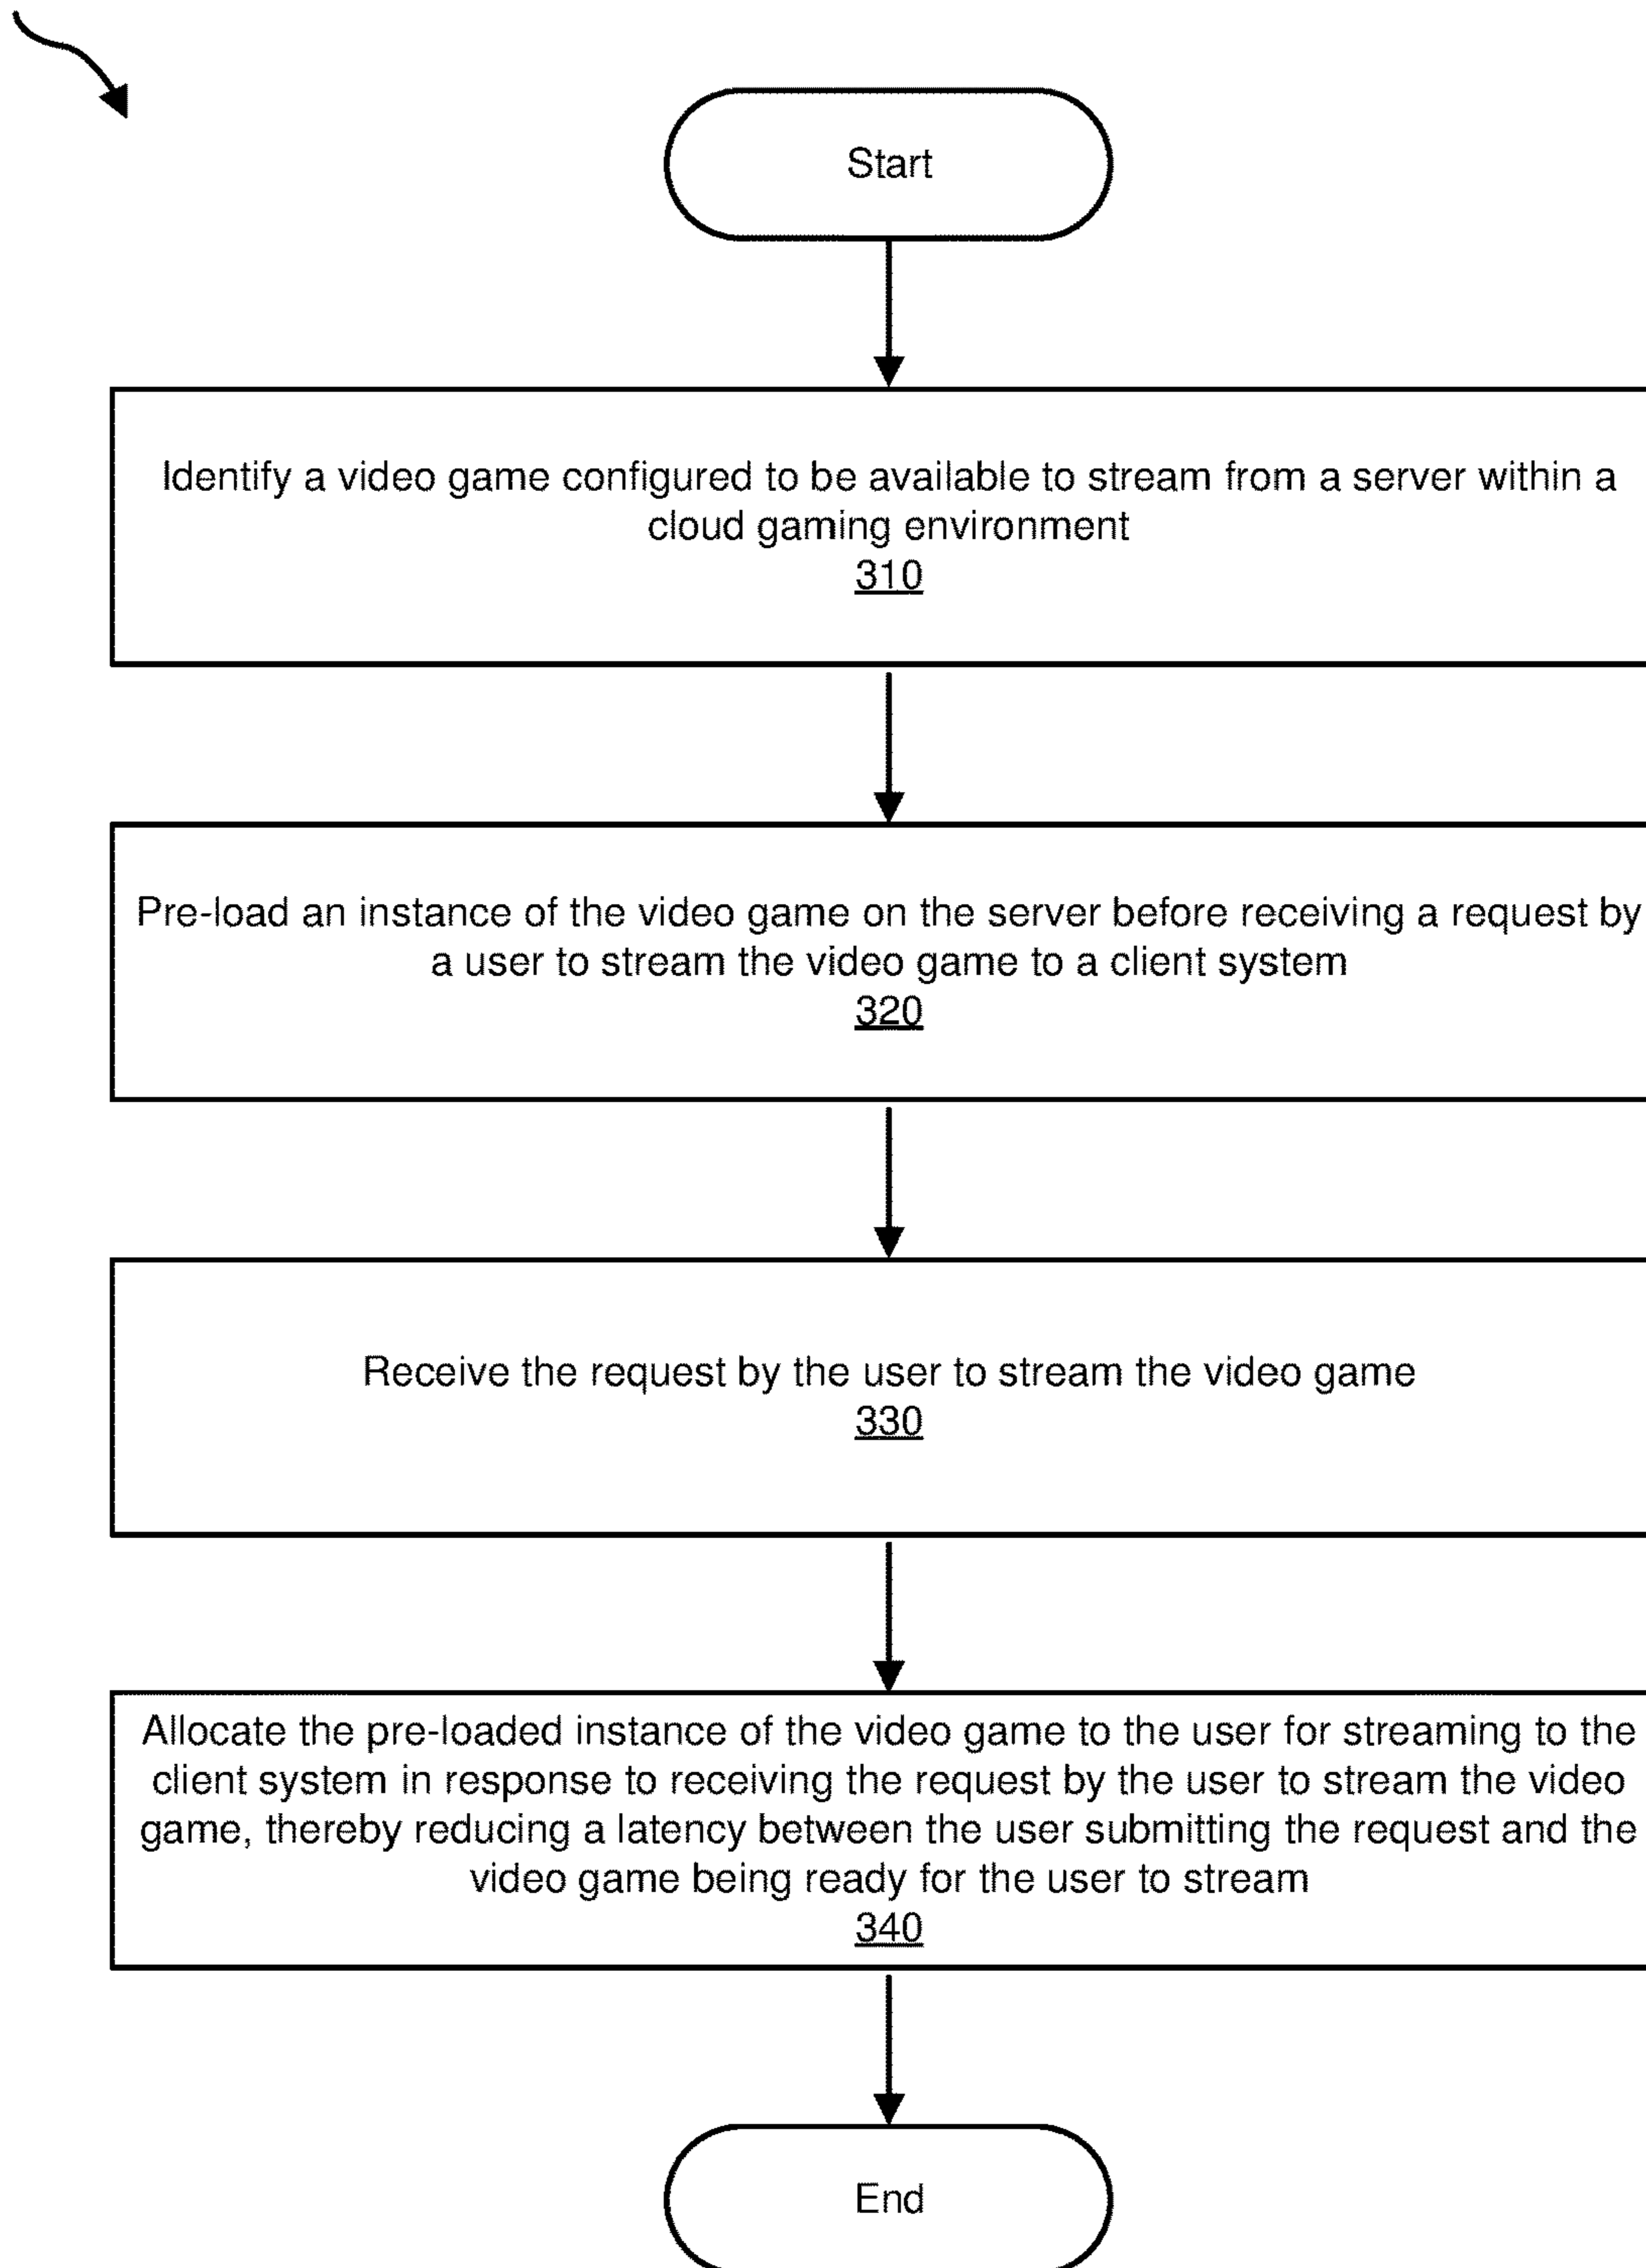 Start
Identify a video game configured to be available to stream from a server within a
cloud gaming environment
310
Pre-load an instance of the video game on the server before receiving a request by
a user to stream the video game to a client system
320
Receive the request by the user to stream the video game
330
Allocate the pre-loaded instance of the video game to the user for streaming to the
client system in response to receiving the request by the user to stream the video
game, thereby reducing a latency between the user submitting the request and the
video game being ready for the user to stream
340
End